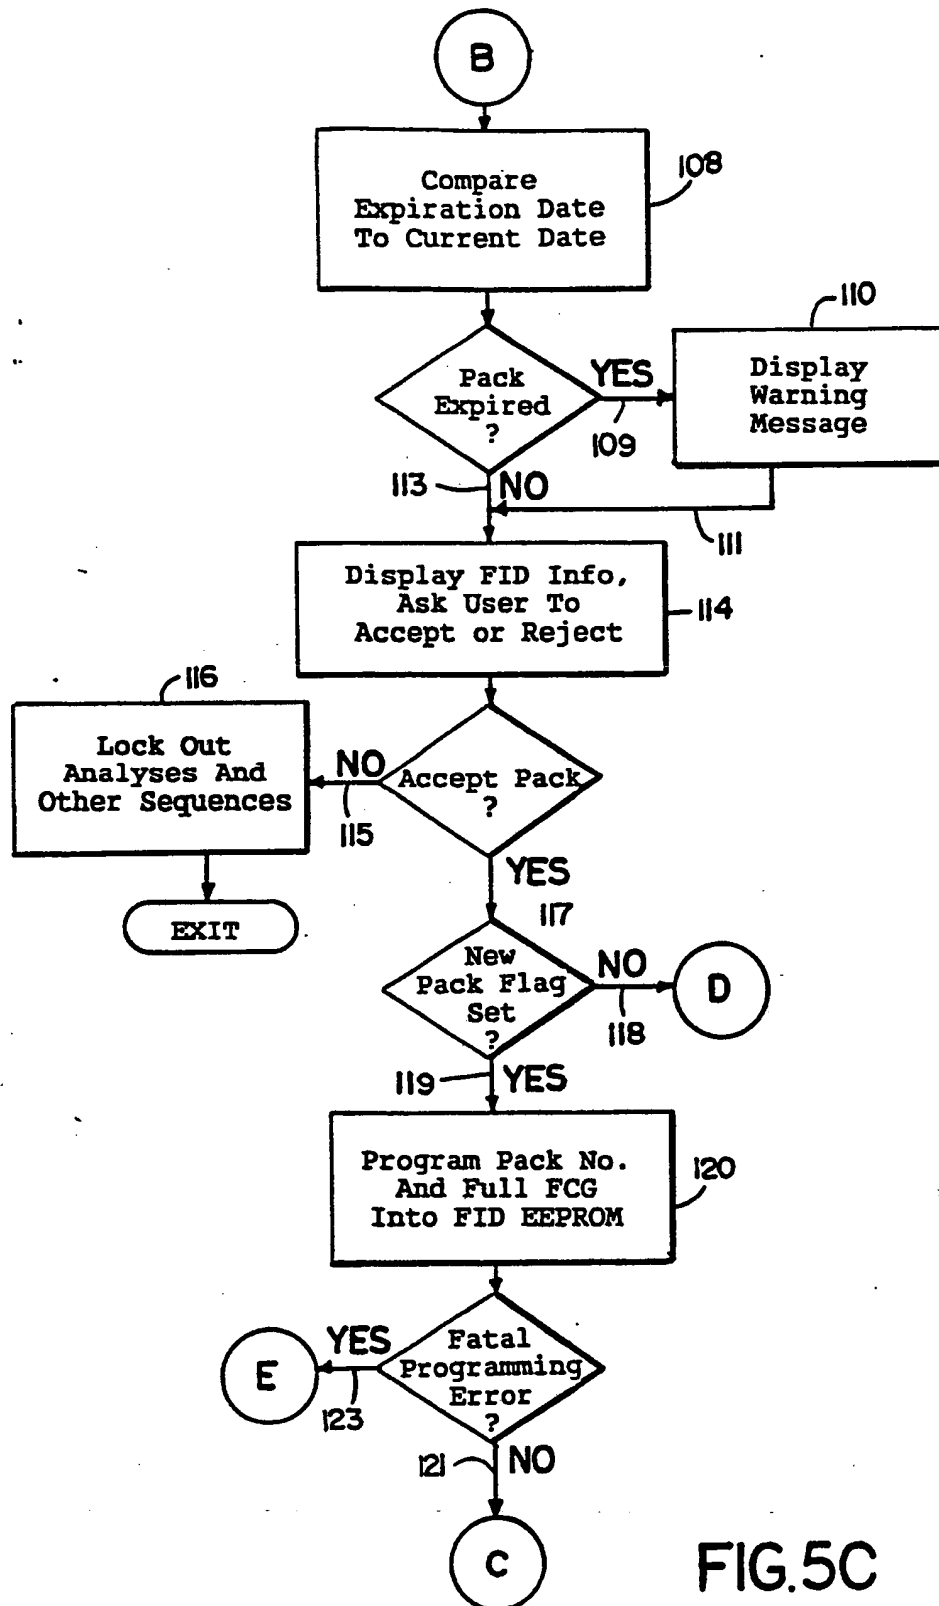 B
Compare
Expiration Date
To Current Date
108
110
Pack
Expired
?
YES
109
Display
Warning
Message
113
NO
111
Display FID Info,
Ask User To
Accept or Reject
114
116
Lock Out
Analyses And
Other Sequences
NO
115
Accept Pack
?
EXIT
YES
117
New
Pack Flag
Set
?
NO
118
D
119
YES
Program Pack No.
And Full FCG
Into FID EEPROM
120
E
YES
123
Fatal
Programming
Error
?
121
NO
C
FIG.5C